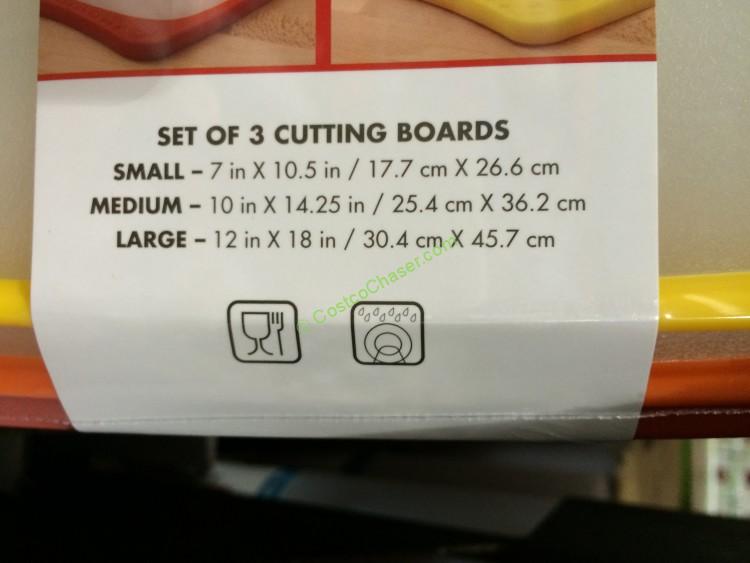 SET OF 3 CUTTING BOARDS
SMALL – 7 in X 10.5 in / 17.7 cm X 26.6 cm
MEDIUM – 10 in X 14.25 in / 25.4 cm X 36.2 cm
LARGE – 12 in X 18 in / 30.4 cm X 45.7 cm
© CostcoChaser.com